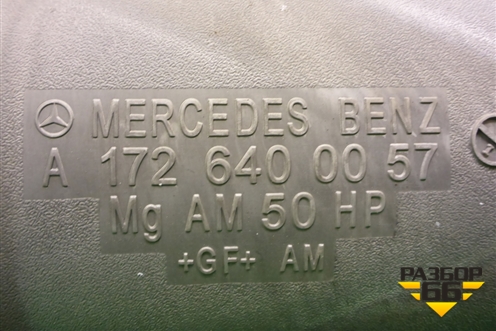 MERCEDES BENZ
A 172 640 00 57
Mg AM 50 HP
+GF+ AM
РАЗБОР
66